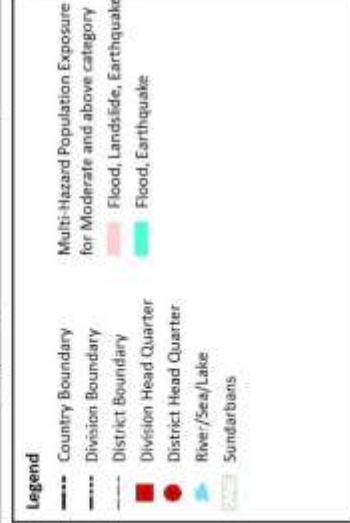 Legend
Country Boundary
Division Boundary
District Boundary
Division Head Quarter
District Head Quarter
River/Sea/Lake
Sundarbans
Multi-Hazard Population Exposure
for Moderate and above category
Flood, Landslide, Earthquake
Flood, Earthquake